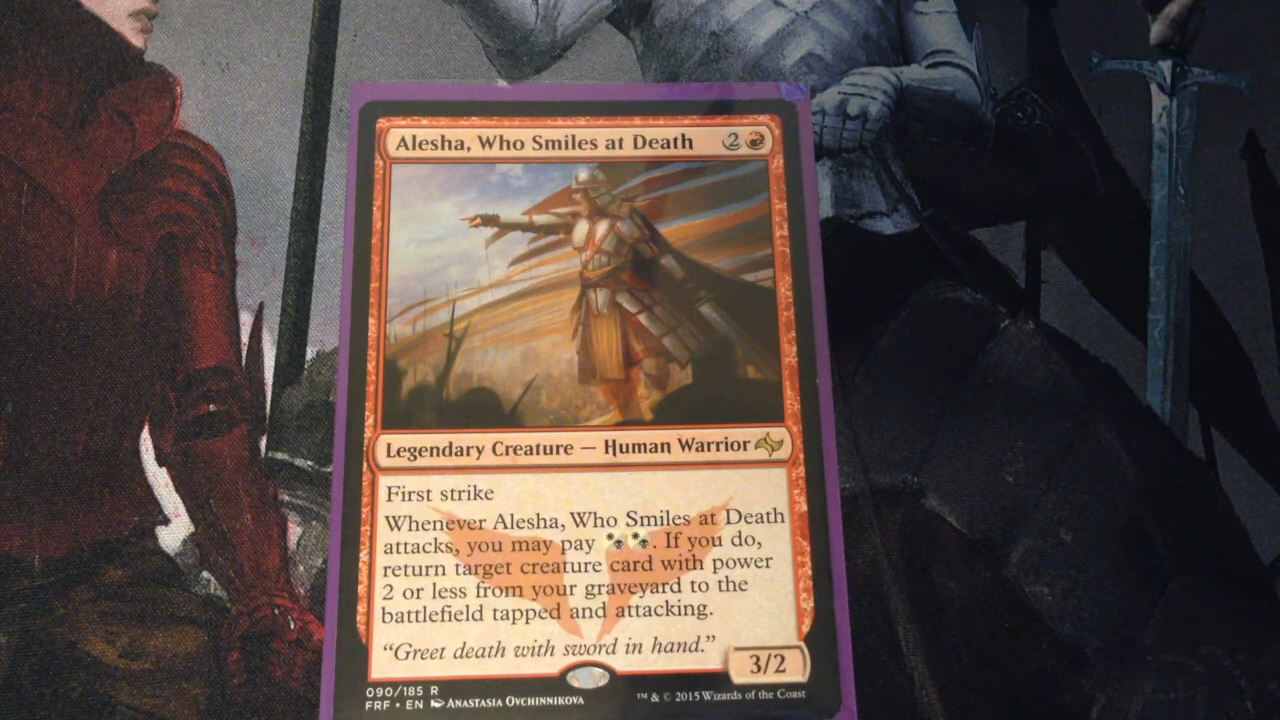 Alesha, Who Smiles at Death 2
Legendary Creature — Human Warrior
First strike
Whenever Alesha, Who Smiles at Death
attacks, you may pay . If you do,
return target creature card with power
2 or less from your graveyard to the
battlefield tapped and attacking.
“Greet death with sword in hand.”
3/2
090/185 R
FRF • EN ANASTASIA OVCHINNIKOVA
™ & © 2015 Wizards of the Coast